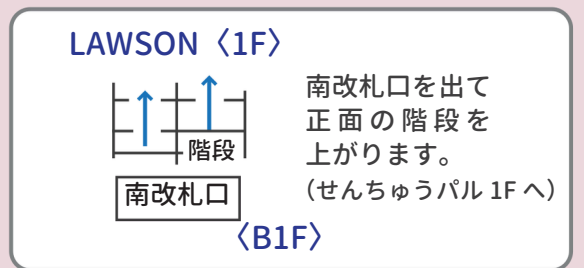 LAWSON〈1F〉
南改札口を出て
正面の階段を
上がります。
（せんちゅうパル 1F へ）
階段
南改札口
〈B1F〉